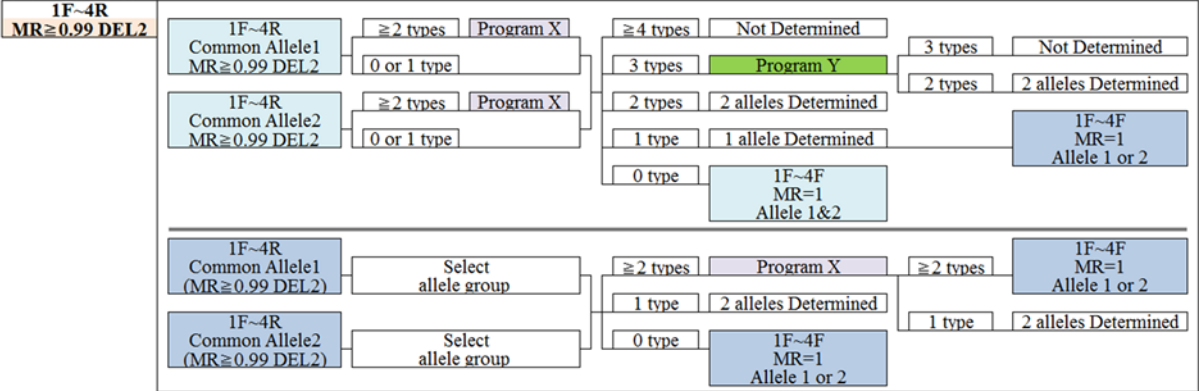 1F~4R
MR≧0.99 DEL2
1F~4R
Common Allele1
MR≧0.99 DEL2
≧2 types
Program X
0 or 1 type
1F~4R
Common Allele2
MR≧0.99 DEL2
≧2 types
Program X
0 or 1 type
≧4 types
Not Determined
3 types
Program Y
2 types
2 alleles Determined
1 type
1 allele Determined
0 type
1F~4F
MR=1
Allele 1&2
3 types
Not Determined
2 types
2 alleles Determined
1F~4F
MR=1
Allele 1 or 2
1F~4R
Common Allele1
(MR≧0.99 DEL2)
Select
allele group
1F~4R
Common Allele2
(MR≧0.99 DEL2)
Select
allele group
≧2 types
Program X
1 type
2 alleles Determined
0 type
1F~4F
MR=1
Allele 1 or 2
≧2 types
1F~4F
MR=1
Allele 1 or 2
1 type
2 alleles Determined